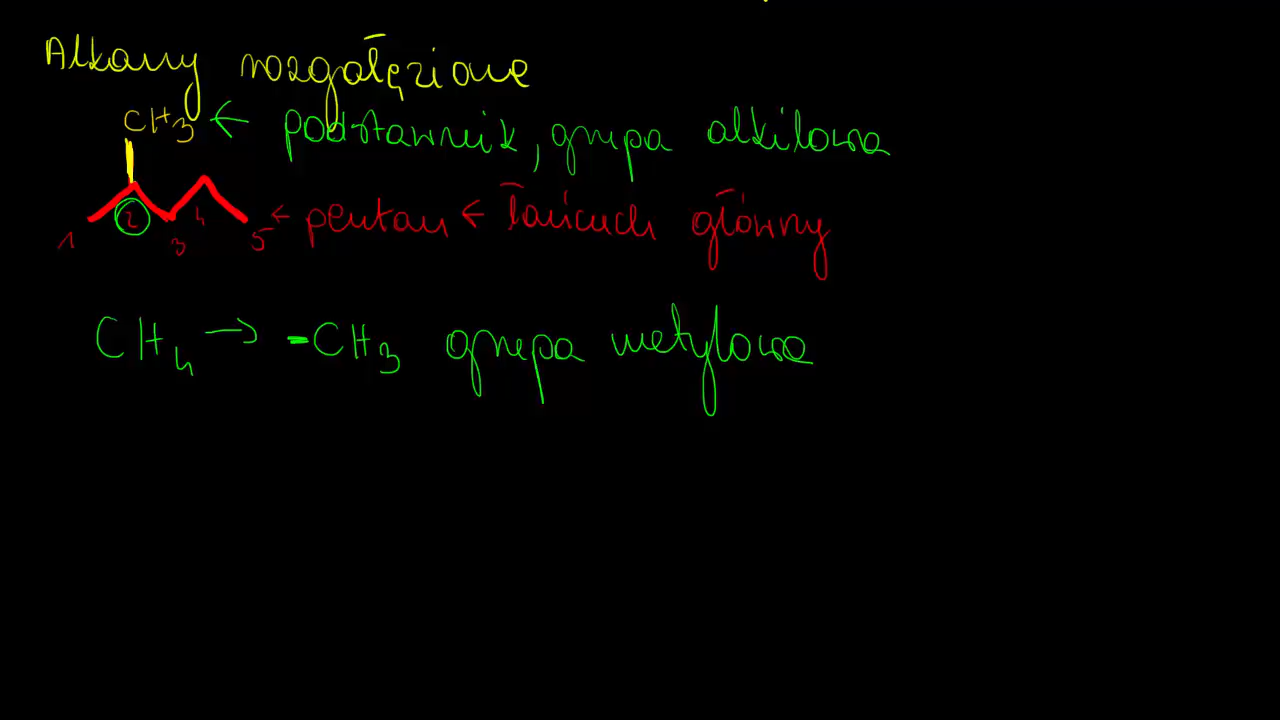 Alkany rozgałęzione
CH3 ← podstawnik, grupa alkilowa
1 2 3 4 5 ← pentan ← łańcuch główny
CH4 → -CH3 grupa metylowa